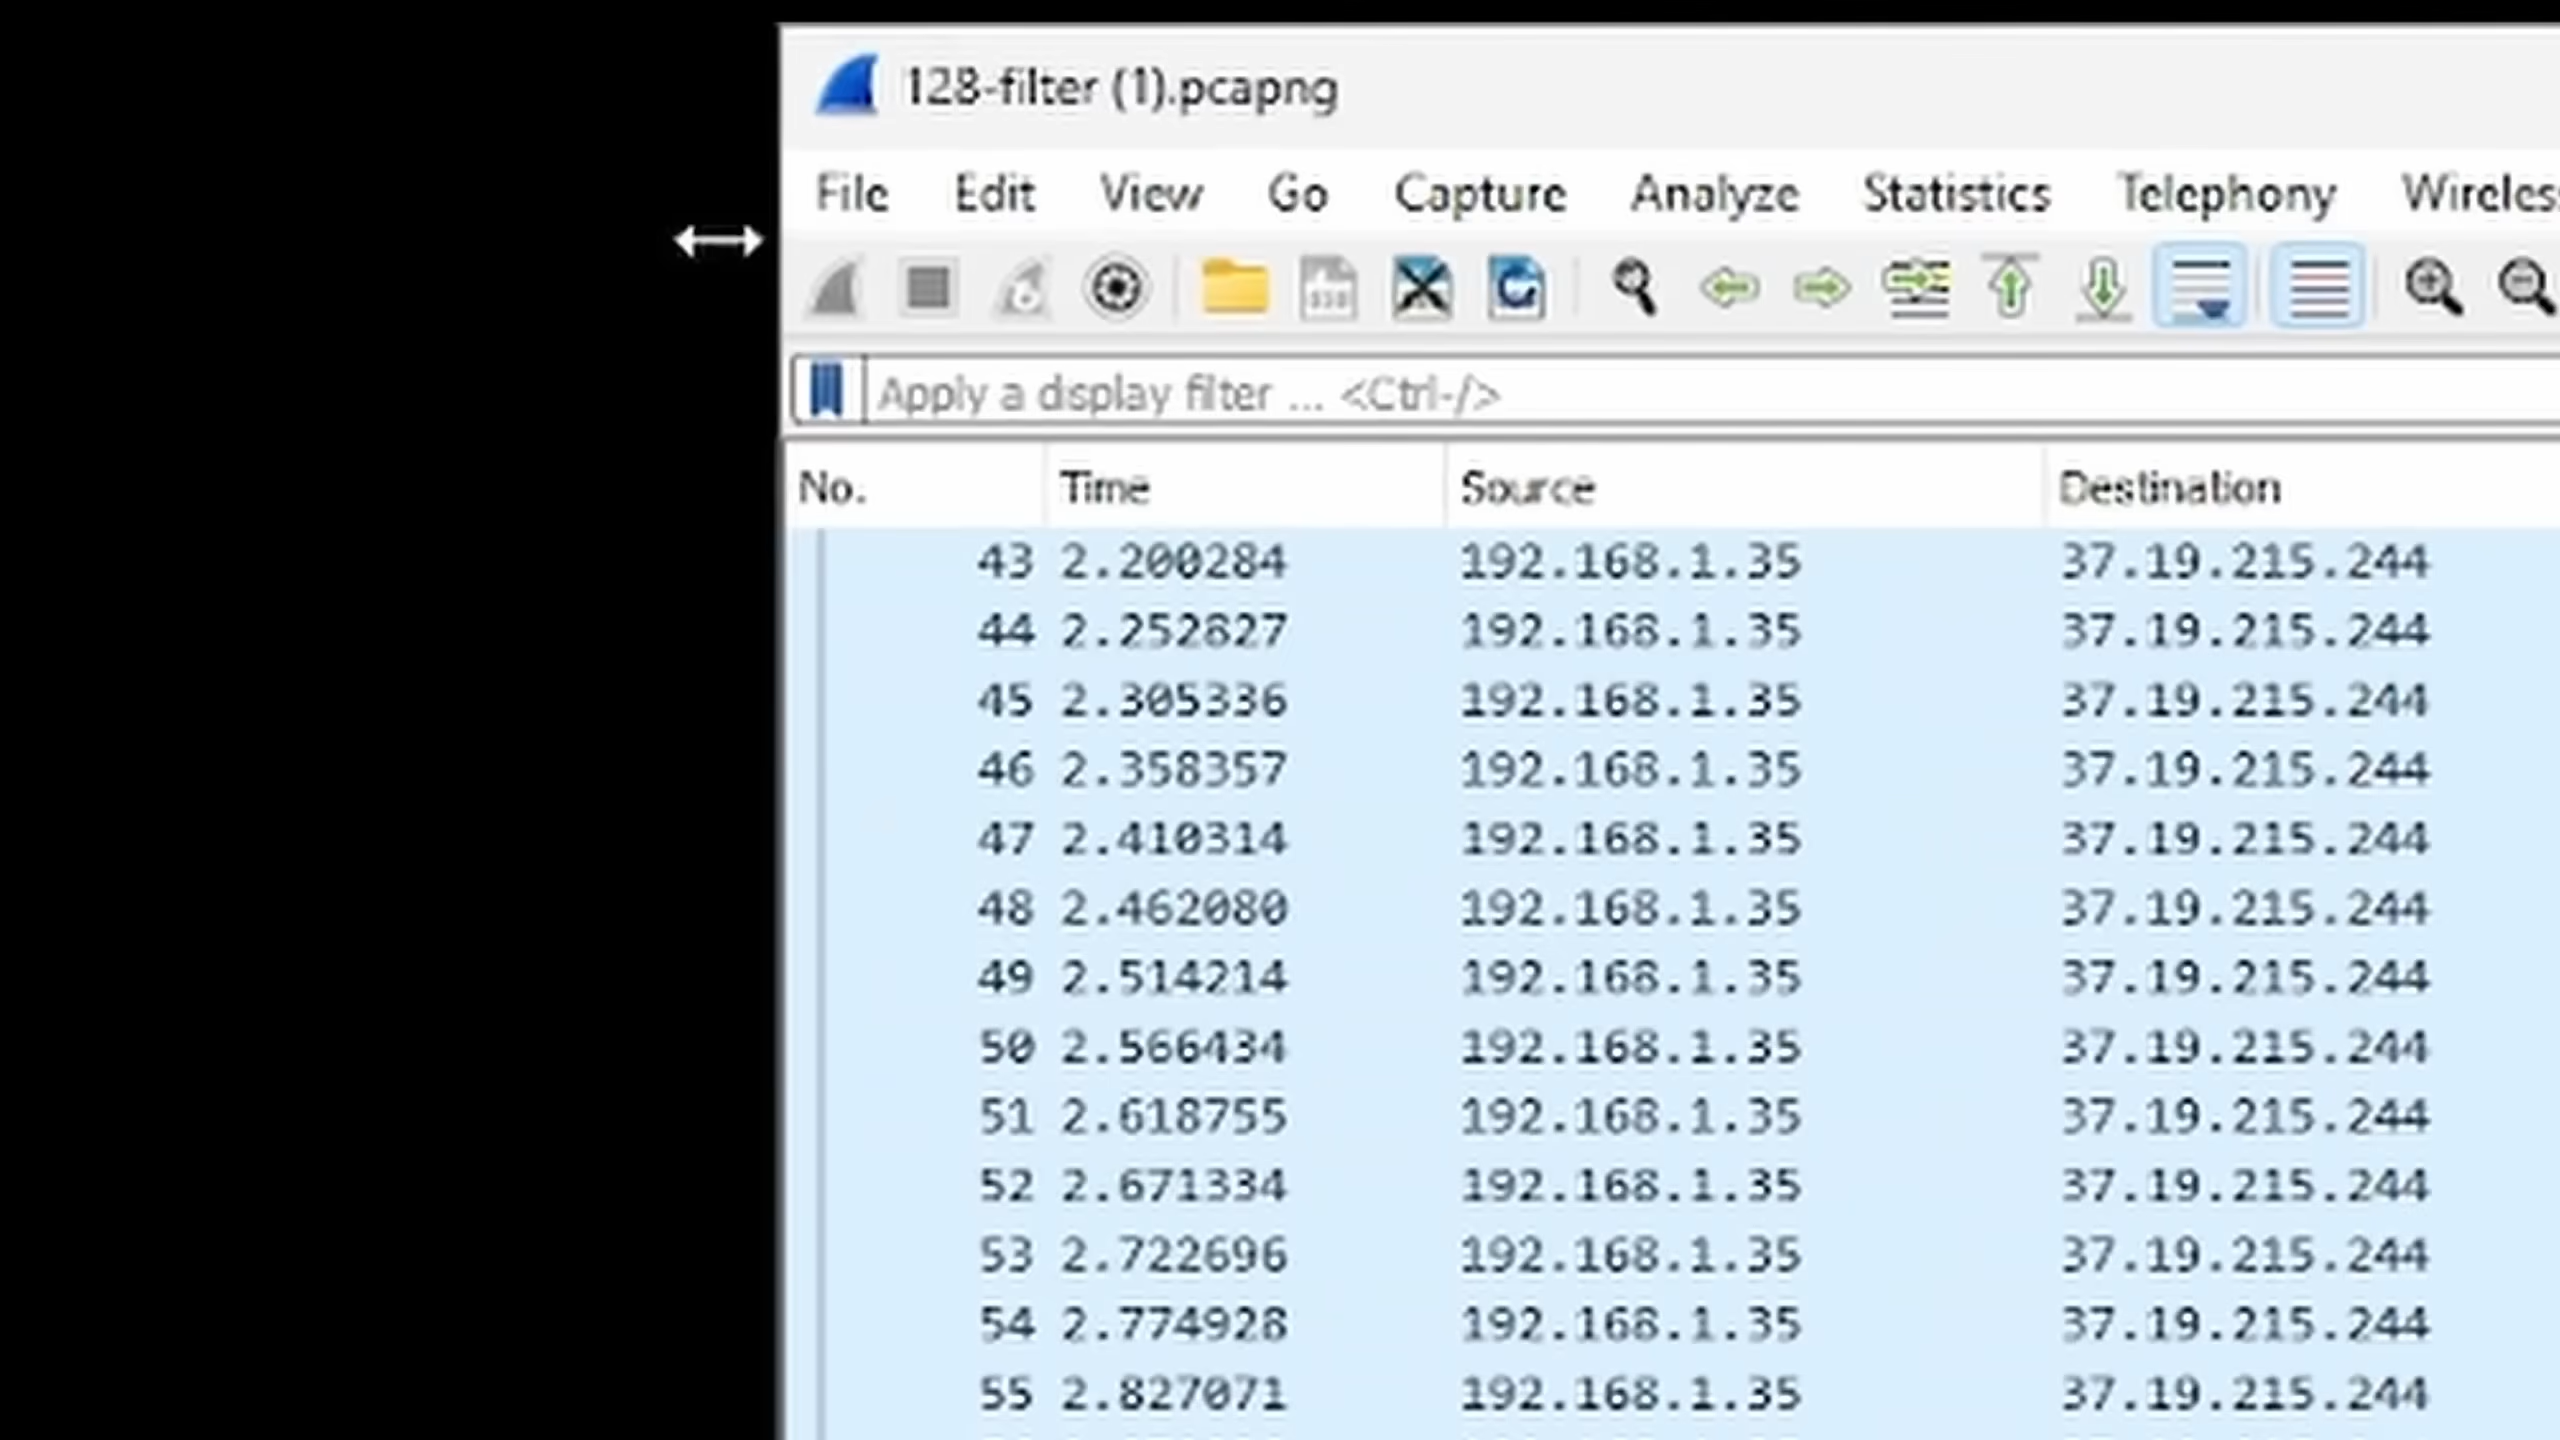 128-filter (1).pcapng
File Edit View Go Capture Analyze Statistics Telephony Wireless
Apply a display filter ... <Ctrl-/>
No. Time Source Destination
43 2.200284 192.168.1.35 37.19.215.244
44 2.252827 192.168.1.35 37.19.215.244
45 2.305336 192.168.1.35 37.19.215.244
46 2.358357 192.168.1.35 37.19.215.244
47 2.410314 192.168.1.35 37.19.215.244
48 2.462080 192.168.1.35 37.19.215.244
49 2.514214 192.168.1.35 37.19.215.244
50 2.566434 192.168.1.35 37.19.215.244
51 2.618755 192.168.1.35 37.19.215.244
52 2.671334 192.168.1.35 37.19.215.244
53 2.722696 192.168.1.35 37.19.215.244
54 2.774928 192.168.1.35 37.19.215.244
55 2.827071 192.168.1.35 37.19.215.244